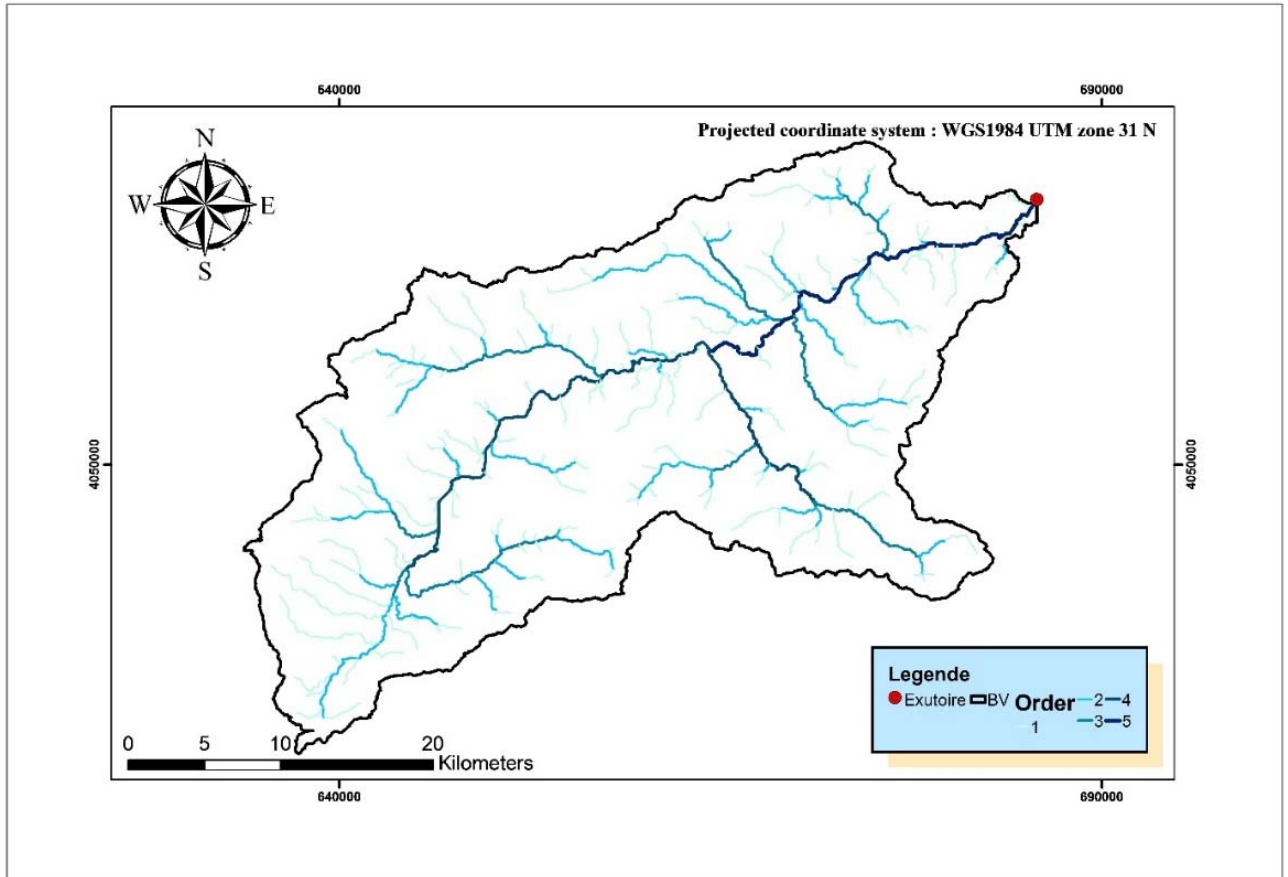 640000 690000
Projected coordinate system : WGS1984 UTM zone 31 N
N
W E
S
4050000 4050000
Legende
Exutoire BV Order 2 4
1 3 5
0 5 10 20
Kilometers
640000 690000